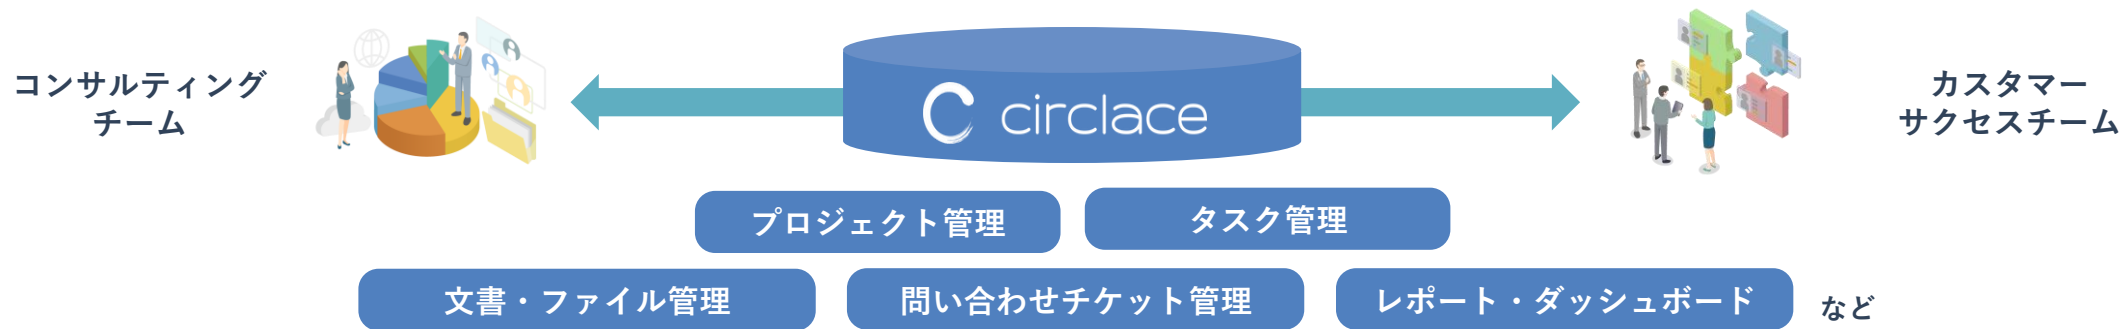 コンサルティング
チーム
circlace
カスタマー
サクセスチーム
プロジェクト管理
タスク管理
文書・ファイル管理
問い合わせチケット管理
レポート・ダッシュボード
など